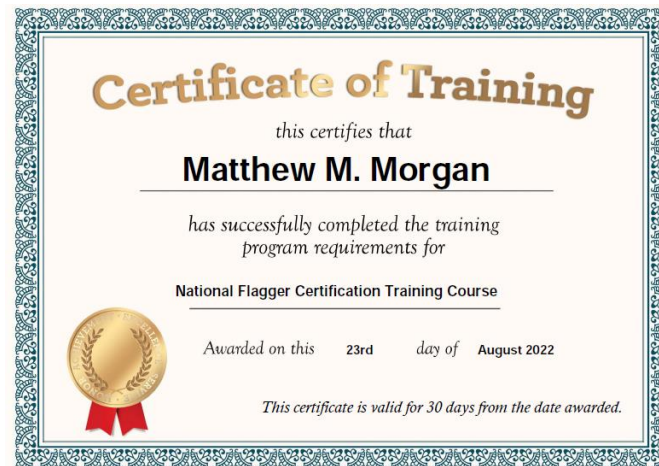 Certificate of Training
this certifies that
Matthew M. Morgan
has successfully completed the training
program requirements for
National Flagger Certification Training Course
Awarded on this 23rd day of August 2022
This certificate is valid for 30 days from the date awarded.